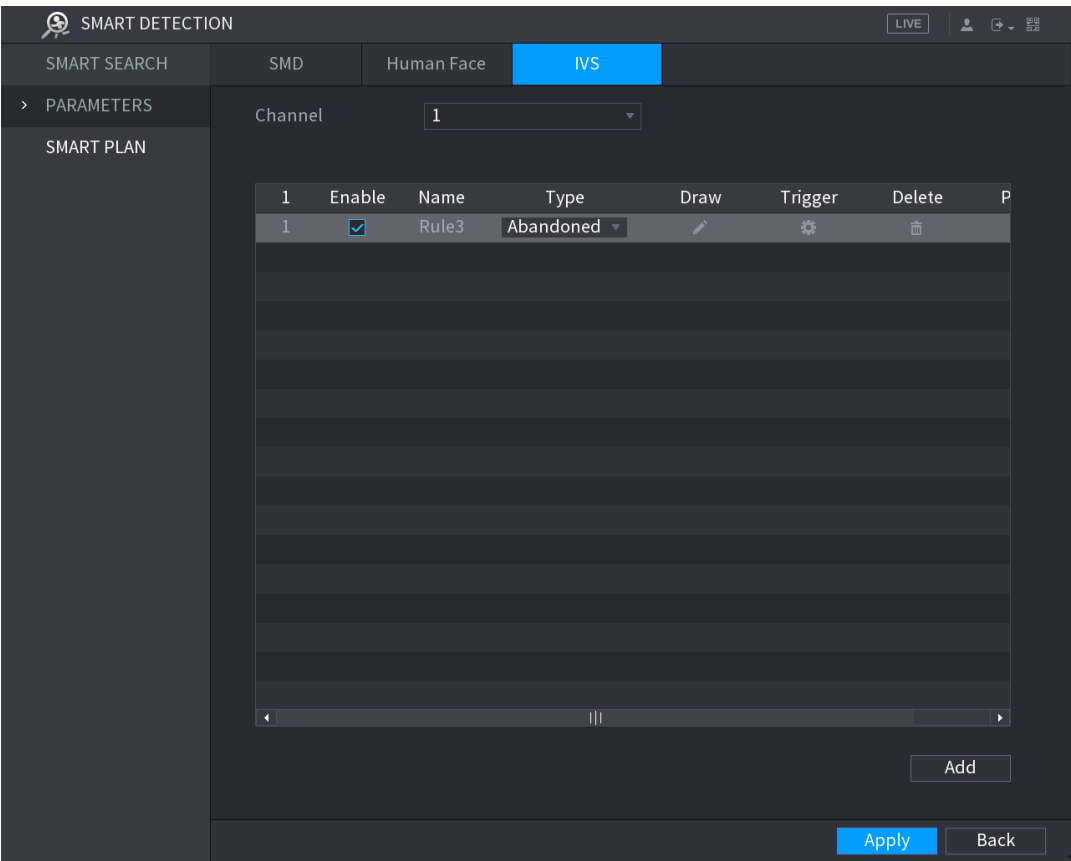 SMART DETECTION LIVE
SMART SEARCH SMD Human Face IVS
PARAMETERS
Channel 1
SMART PLAN
1 Enable Name Type Draw Trigger Delete P
1 Rule3 Abandoned
Add
Apply Back